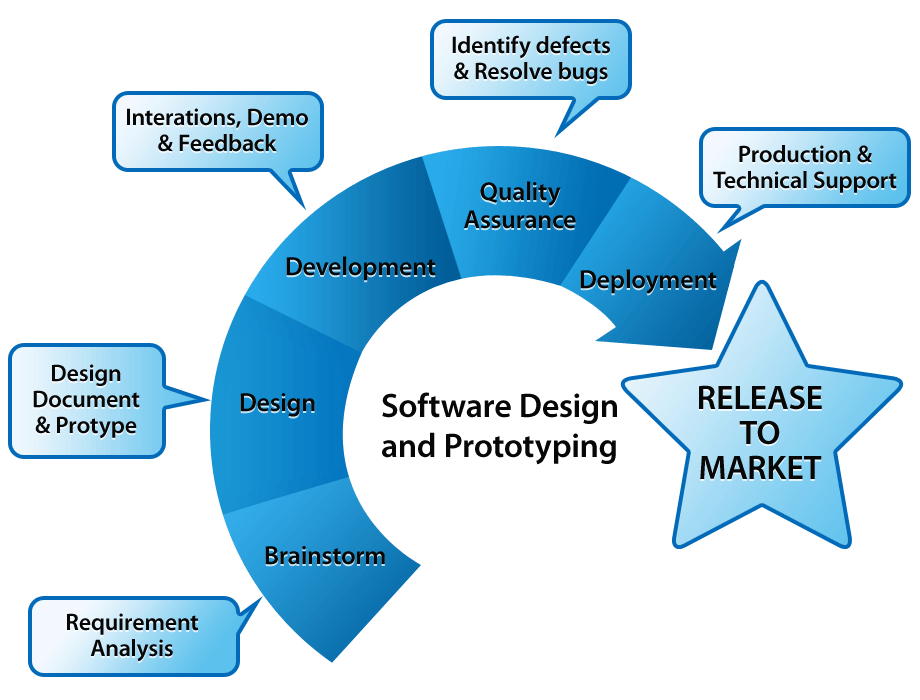 Identify defects
& Resolve bugs
Interations, Demo
& Feedback
Production &
Technical Support
Quality
Assurance
Development
Deployment
Design
Document
& Protype
Design
Software Design
and Prototyping
RELEASE
TO
MARKET
Brainstorm
Requirement
Analysis